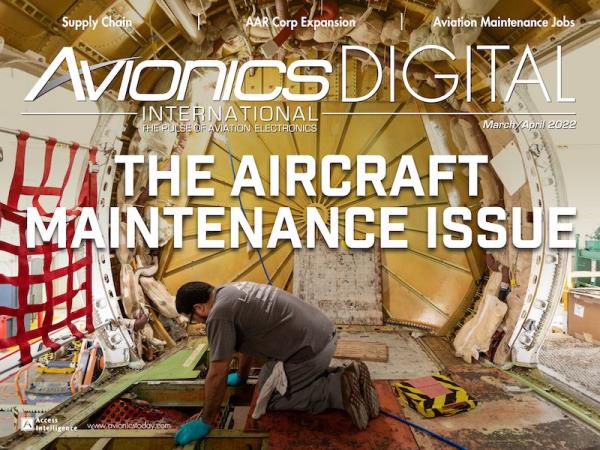 Supply Chain | AAR Corp Expansion | Aviation Maintenance Jobs
AVIONICS DIGITAL
INTERNATIONAL
THE PULSE OF AVIATION ELECTRONICS
March/April 2022
THE AIRCRAFT
MAINTENANCE ISSUE
Access
Intelligence
www.avionicstoday.com